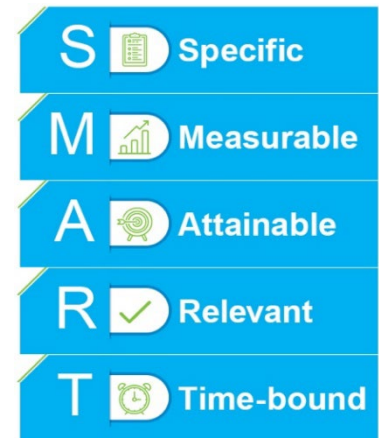 S Specific
M Measurable
A Attainable
R Relevant
T Time-bound